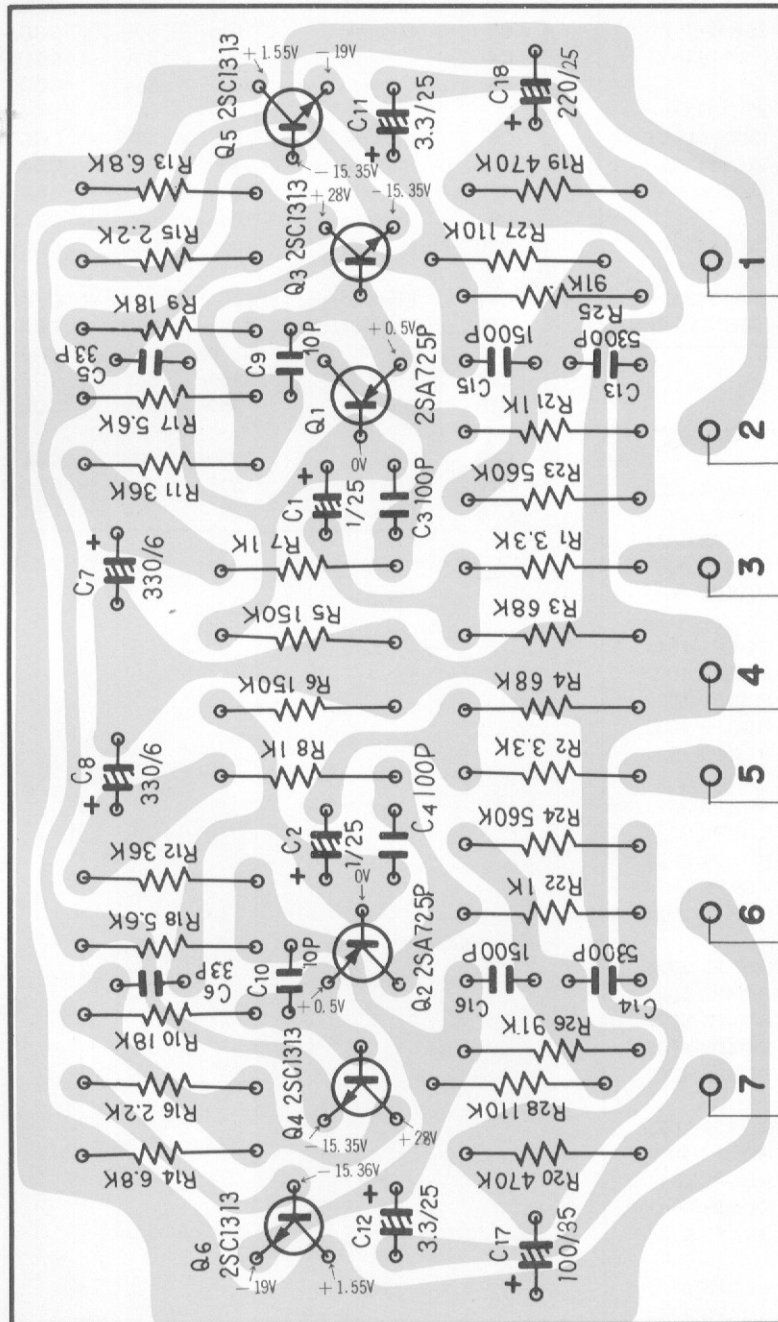 +1.55V
−19V
Q5 2SC1313
C11
3.3/25
+
C18
220/25
+
R13 6.8K
−15.35V
+28V
−15.35V
R19 470K
R15 2.2K
Q3 2SC1313
R27 110K
1
R9 18K
91K
R25
C5
33P
C9
10P
+0.5V
C15
1500P
C13
5300P
R17 5.6K
Q1
2SA725P
R21 1K
2
R11 36K
0V
C1
1/25
+
C3 100P
R23 560K
C7
330/6
+
R7 1K
R1 3.3K
3
R5 150K
R3 68K
R6 150K
R4 68K
4
C8
330/6
+
R8 1K
C4 100P
R2 3.3K
5
R12 36K
C2
1/25
+
R24 560K
0V
R18 5.6K
Q2 2SA725P
R22 1K
6
C6
33P
C10
10P
+0.5V
C16
1500P
C14
5300P
R10 18K
Q4 2SC1313
R26 91K
R16 2.2K
R28 110K
7
−15.35V
+28V
R14 6.8K
−15.36V
R20 470K
Q6
2SC1313
C12
3.3/25
+
C17
100/35
+
−19V
+1.55V